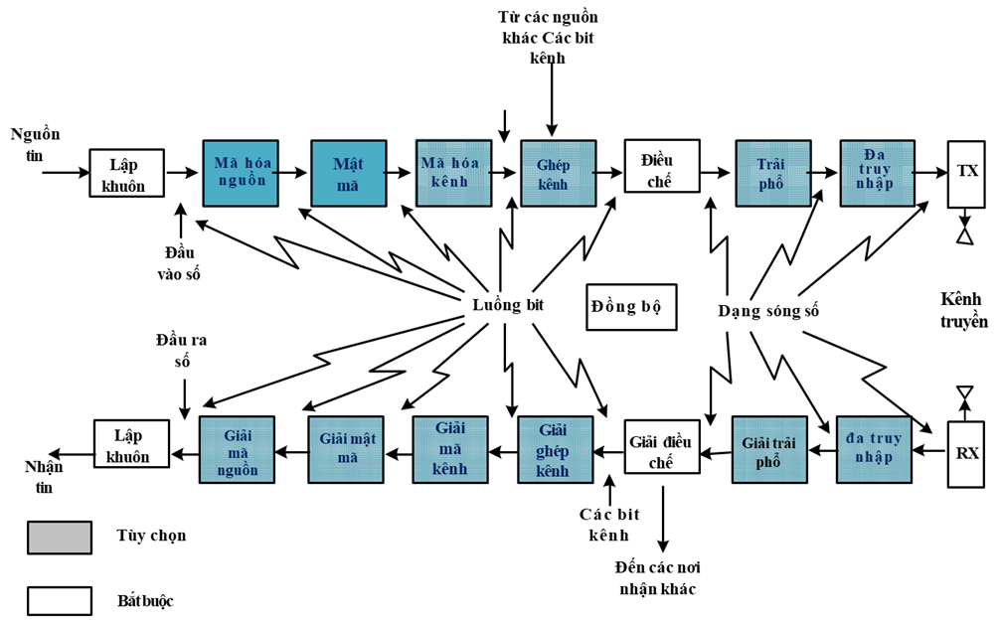 Từ các nguồn
khác Các bit
kênh
Nguồn
tin
Lập
khuôn
Mã hóa
nguồn
Mật
mã
Mã hóa
kênh
Ghép
kênh
Điều
chế
Trải
phổ
Đa
truy
nhập
TX
Đầu
vào số
Luồng bit
Đồng bộ
Dạng sóng số
Kênh
truyền
Đầu ra
số
Lập
khuôn
Giải
mã
nguồn
Giải mật
mã
Giải
mã
kênh
Giải
ghép
kênh
Giải điều
chế
Giải trải
phổ
đa truy
nhập
RX
Nhận
tin
Các bit
kênh
Đến các nơi
nhận khác
Tùy chọn
Bắt buộc